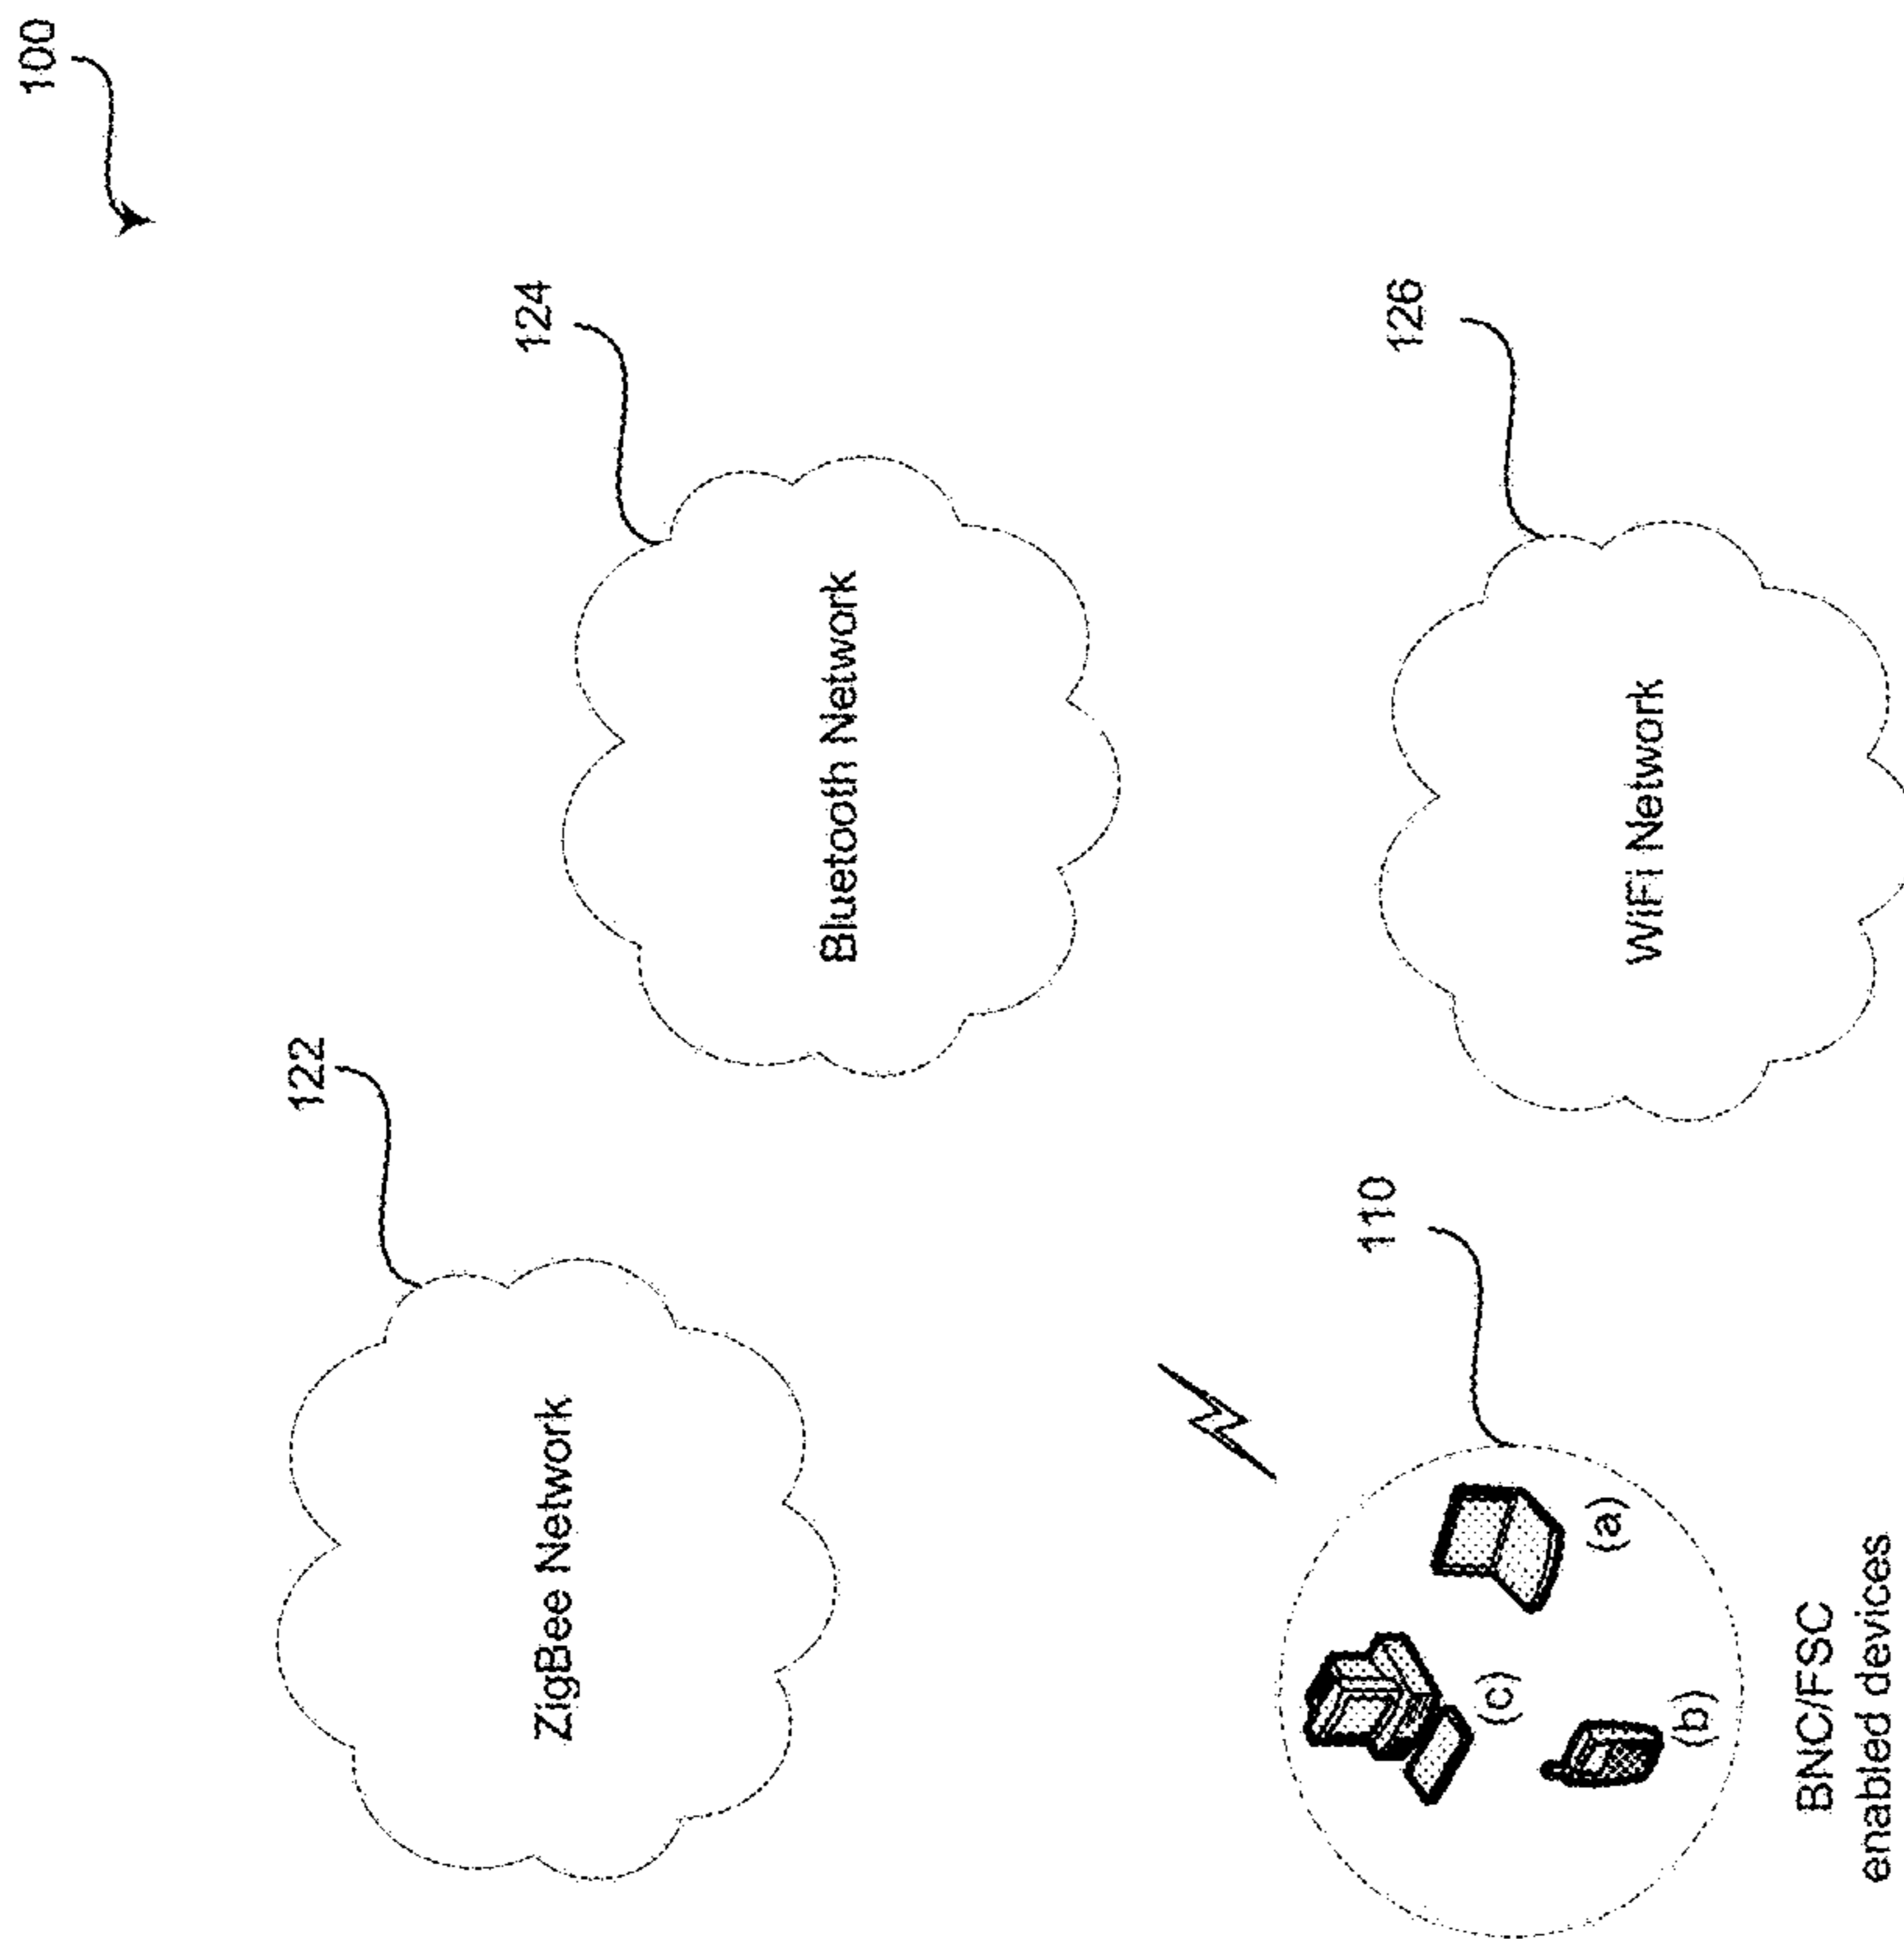 100
122
ZigBee Network
124
Bluetooth Network
110
(a)
(b)
(c)
BNC/FSC
enabled devices
126
WiFi Network